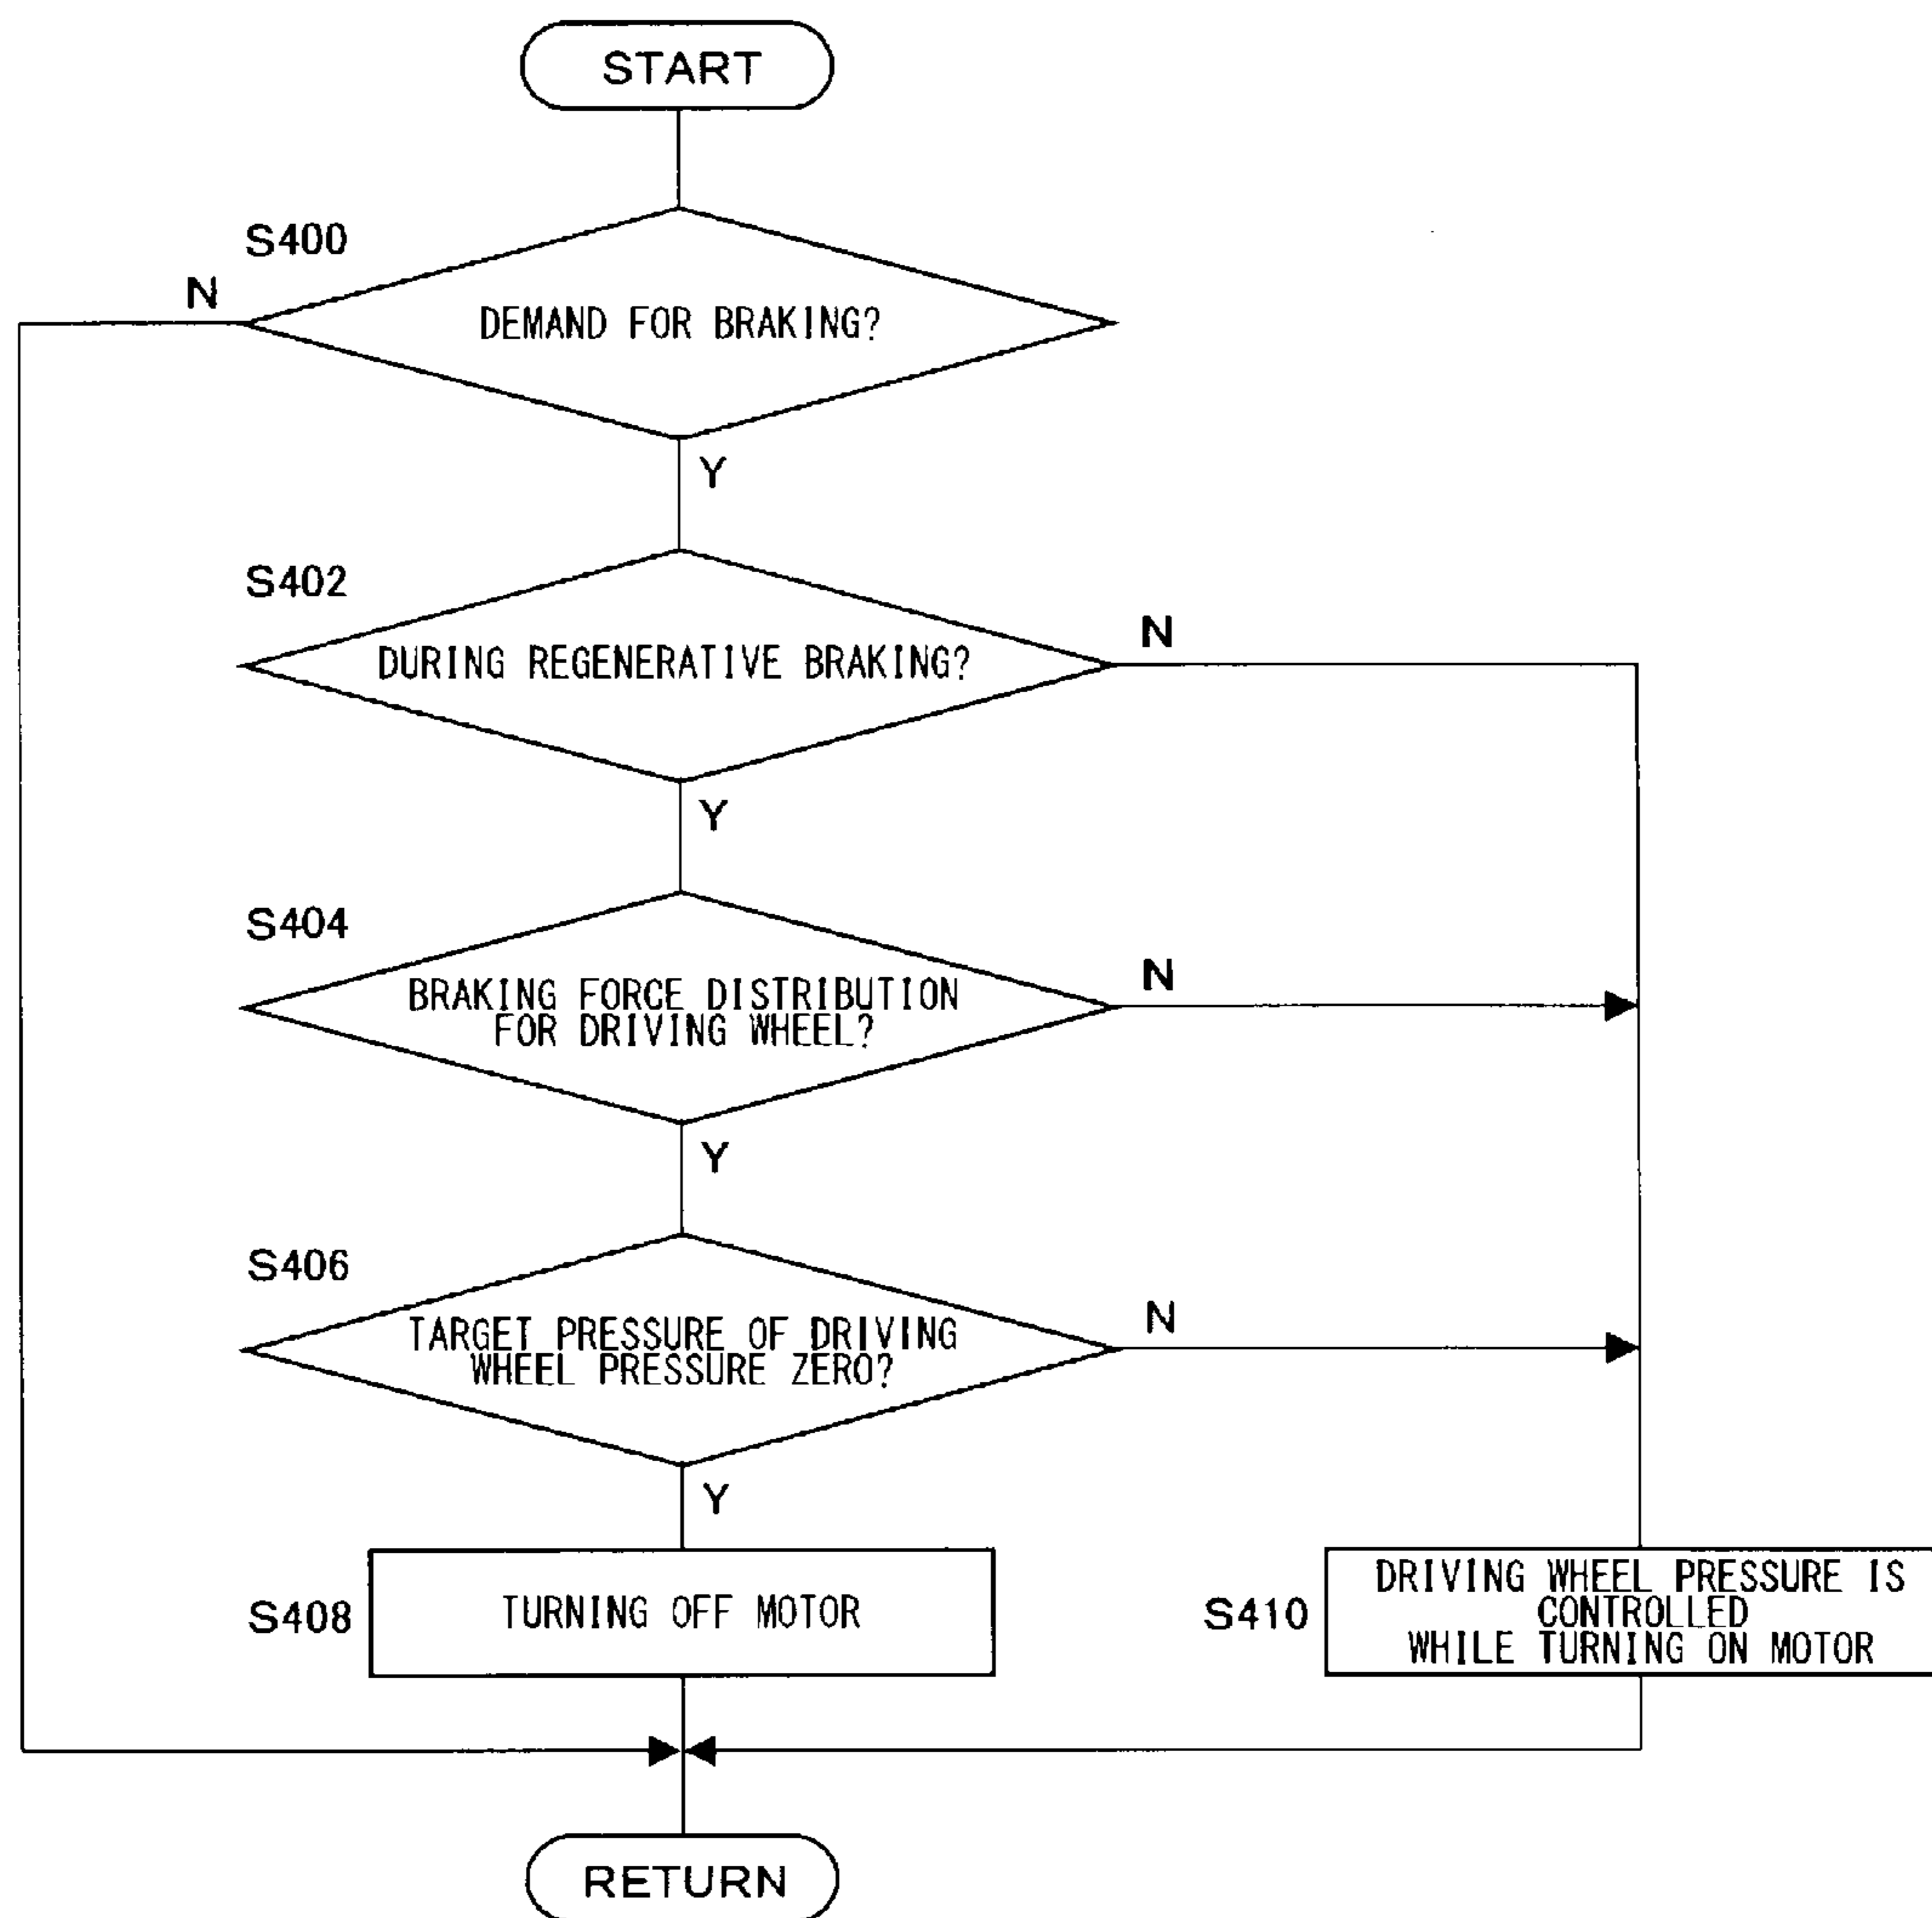 START
S400
N
DEMAND FOR BRAKING?
Y
S402
N
DURING REGENERATIVE BRAKING?
Y
S404
N
BRAKING FORCE DISTRIBUTION
FOR DRIVING WHEEL?
Y
S406
N
TARGET PRESSURE OF DRIVING
WHEEL PRESSURE ZERO?
Y
S408
TURNING OFF MOTOR
S410
DRIVING WHEEL PRESSURE IS
CONTROLLED
WHILE TURNING ON MOTOR
RETURN